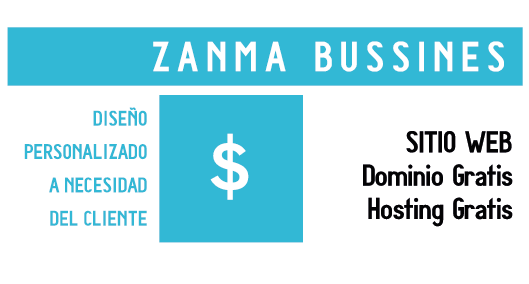 ZANMA BUSSINES
DISEÑO
PERSONALIZADO
A NECESIDAD
DEL CLIENTE
$
SITIO WEB
Dominio Gratis
Hosting Gratis